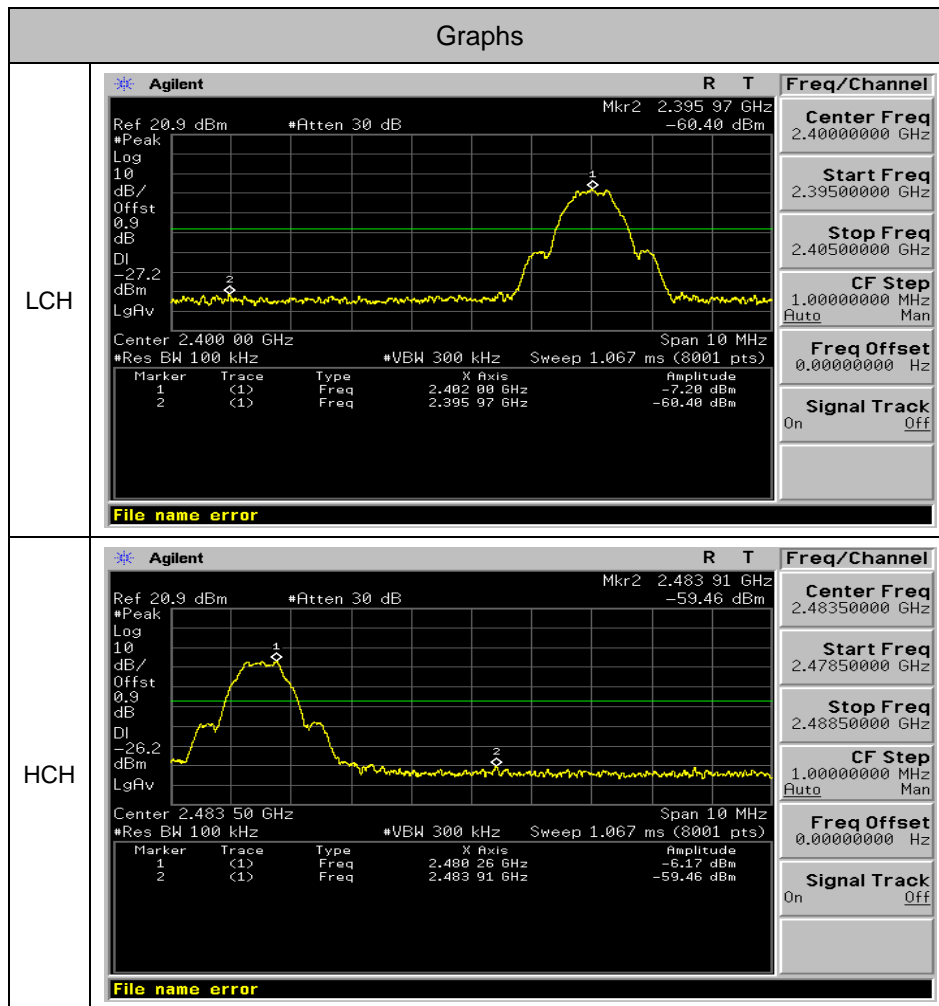 Graphs
LCH
Agilent
R T
Freq/Channel
Mkr2 2.395 97 GHz
Ref 20.9 dBm #Atten 30 dB -60.40 dBm
#Peak
Log
10
dB/
Offst
0.9
dB
DI
-27.2
dBm
LgAv
1
2
Center 2.400 00 GHz Span 10 MHz
#Res BW 100 kHz #VBW 300 kHz Sweep 1.067 ms (8001 pts)
Marker Trace Type X Axis Amplitude
1 (1) Freq 2.402 00 GHz -7.20 dBm
2 (1) Freq 2.395 97 GHz -60.40 dBm
Center Freq
2.40000000 GHz
Start Freq
2.39500000 GHz
Stop Freq
2.40500000 GHz
CF Step
1.00000000 MHz
Auto Man
Freq Offset
0.00000000 Hz
Signal Track
On Off
File name error
HCH
Agilent
R T
Freq/Channel
Mkr2 2.483 91 GHz
Ref 20.9 dBm #Atten 30 dB -59.46 dBm
#Peak
Log
10
dB/
Offst
0.9
dB
DI
-26.2
dBm
LgAv
1
2
Center 2.483 50 GHz Span 10 MHz
#Res BW 100 kHz #VBW 300 kHz Sweep 1.067 ms (8001 pts)
Marker Trace Type X Axis Amplitude
1 (1) Freq 2.480 26 GHz -6.17 dBm
2 (1) Freq 2.483 91 GHz -59.46 dBm
Center Freq
2.48350000 GHz
Start Freq
2.47850000 GHz
Stop Freq
2.48850000 GHz
CF Step
1.00000000 MHz
Auto Man
Freq Offset
0.00000000 Hz
Signal Track
On Off
File name error